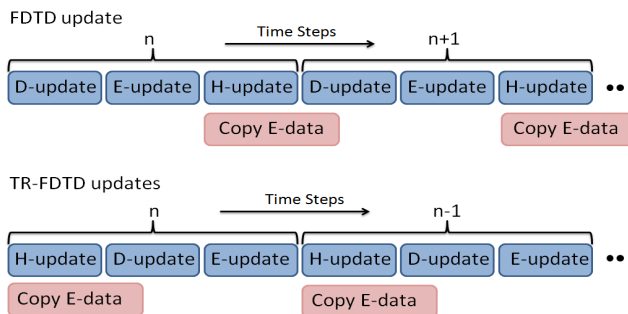 FDTD update
n Time Steps n+1
D-update E-update H-update D-update E-update H-update ••
Copy E-data Copy E-data
TR-FDTD updates
n Time Steps n-1
H-update D-update E-update H-update D-update E-update ••
Copy E-data Copy E-data